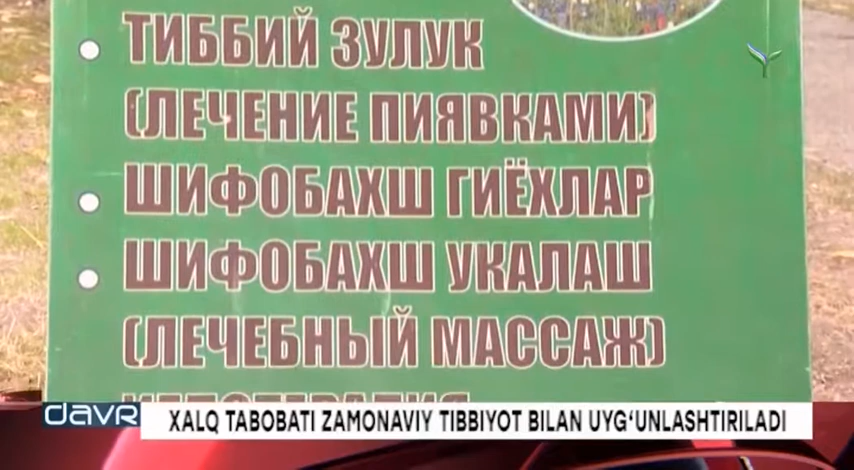 • ТИББИЙ ЗУЛУК
(ЛЕЧЕНИЕ ПИЯВКАМИ)
• ШИФОБАХШ ГИЁХЛАР
• ШИФОБАХШ УКАЛАШ
(ЛЕЧЕБНЫЙ МАССАЖ)
davr XALQ TABOBATI ZAMONAVIY TIBBIYOT BILAN UYG‘UNLASHTIRILADI